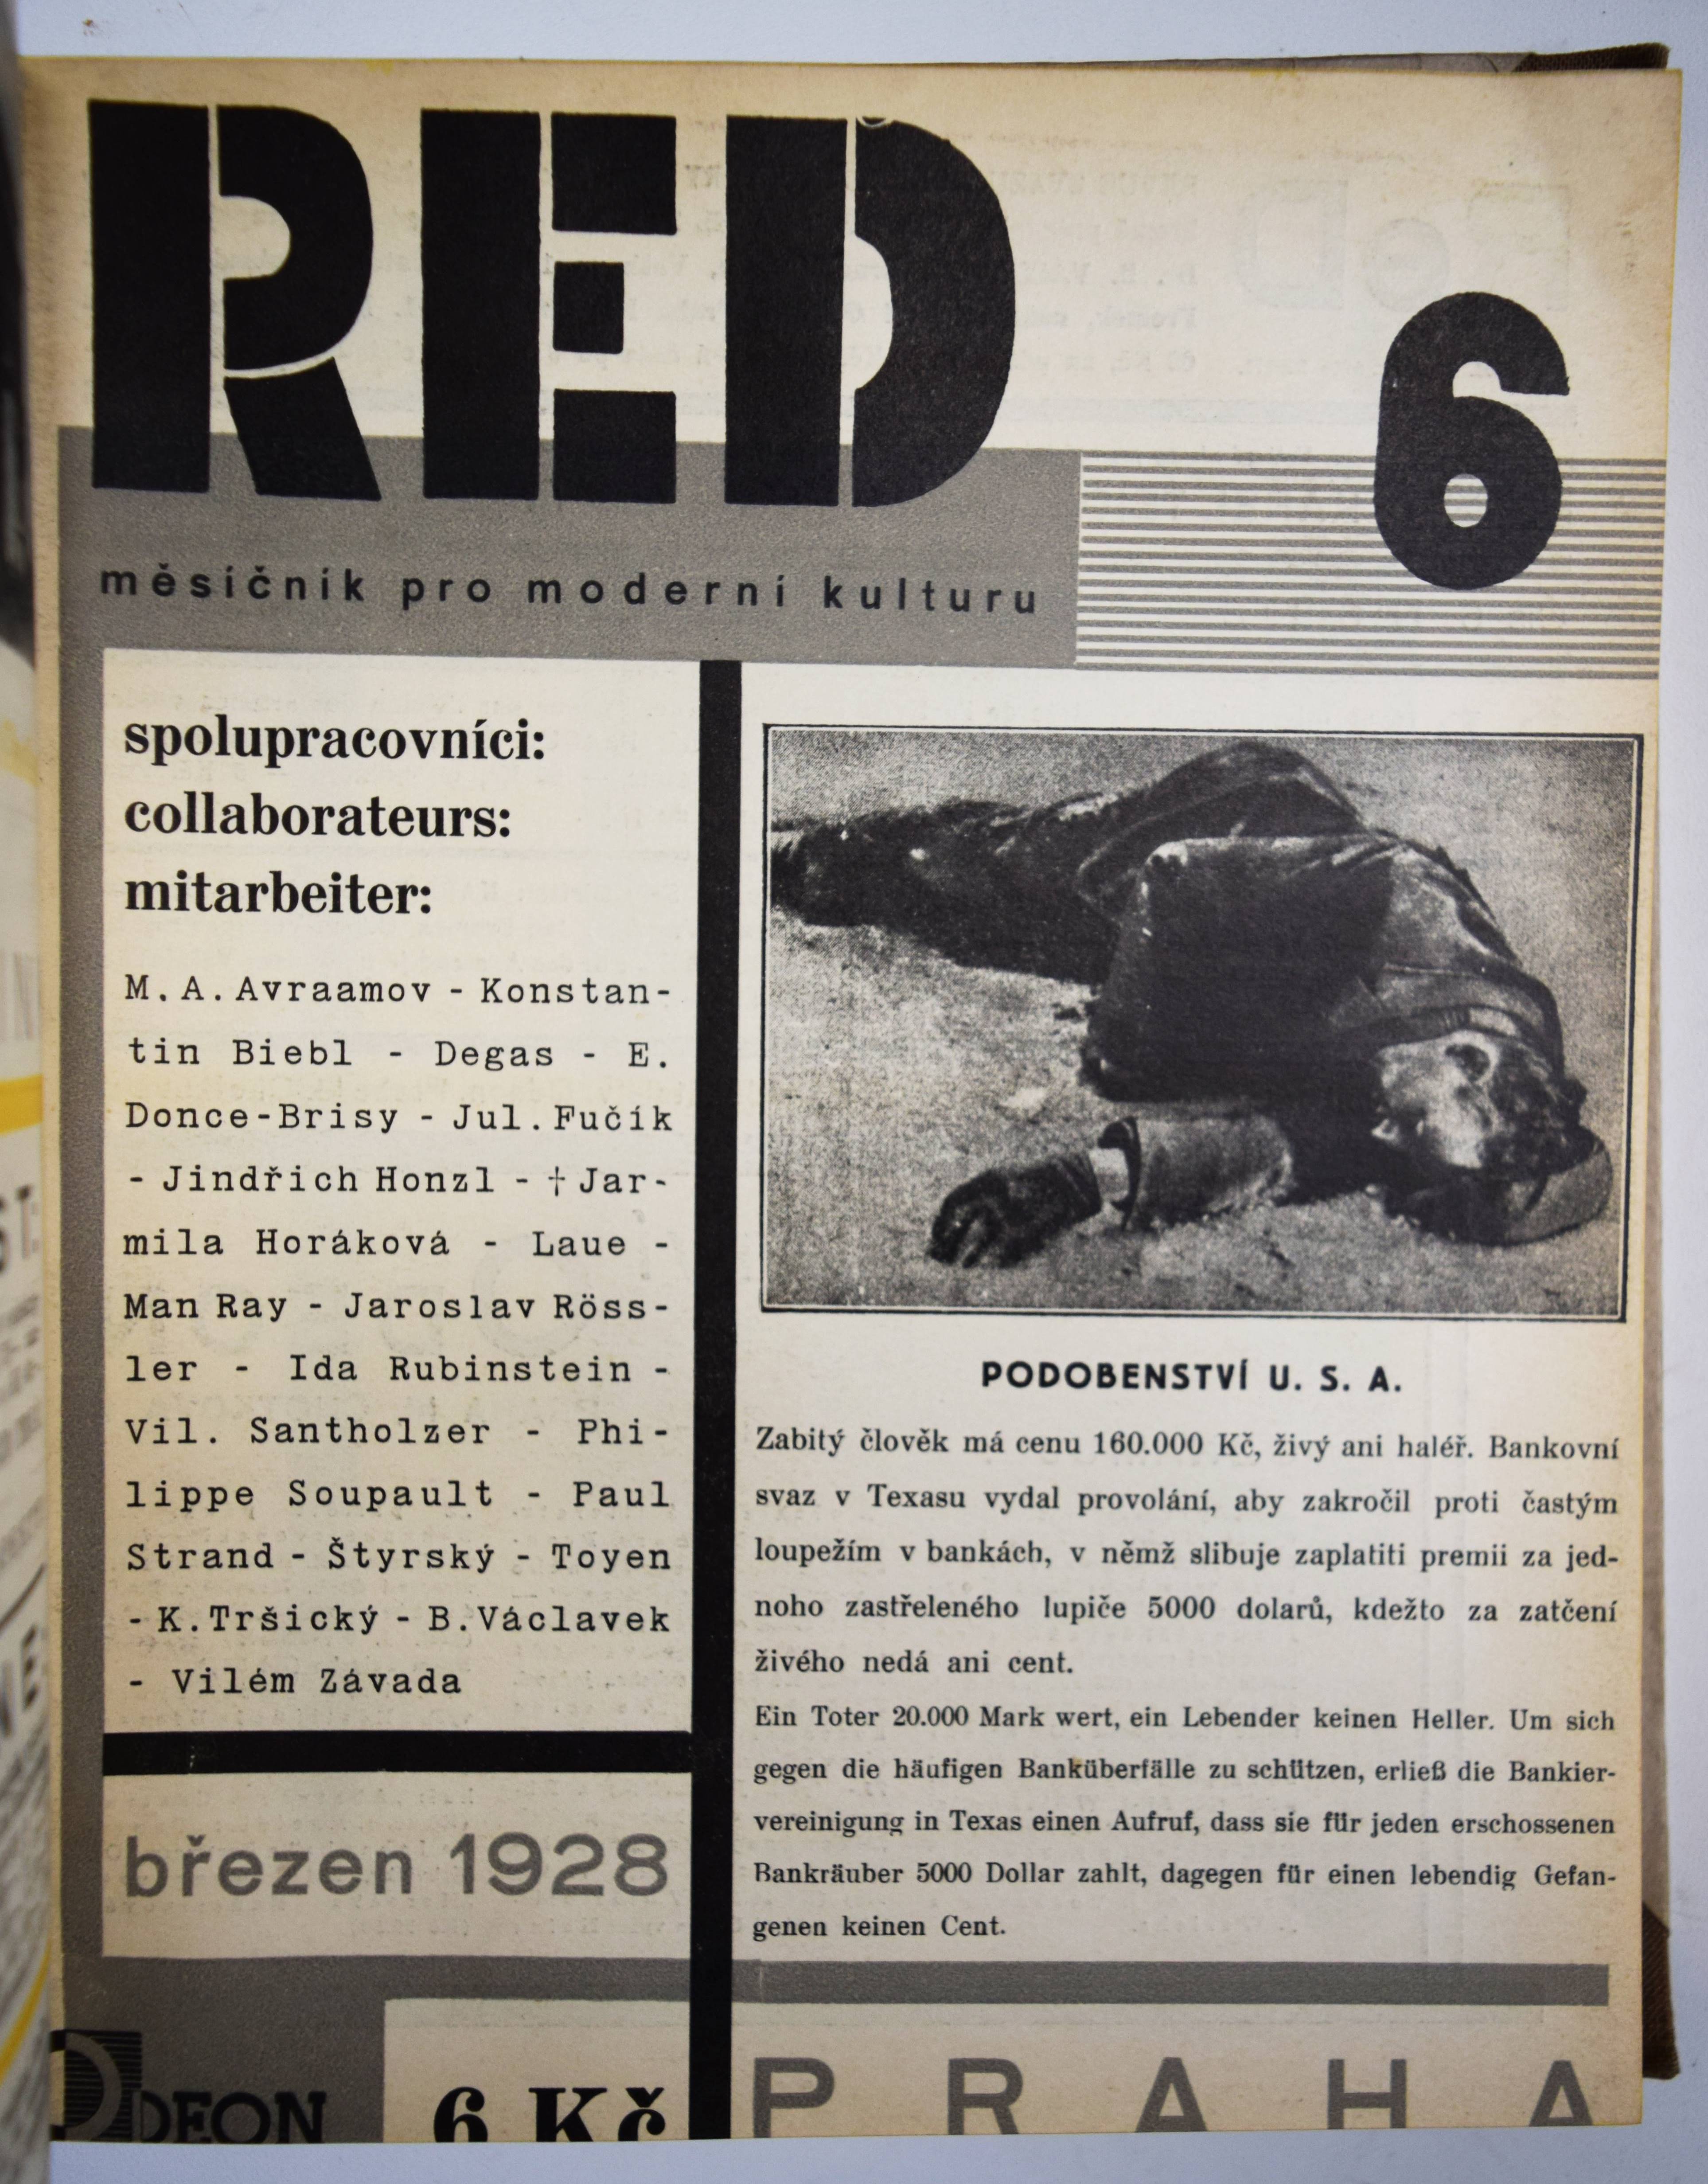 RED
6
měsíčník pro moderní kulturu
spolupracovníci:
collaborateurs:
mitarbeiter:
M. A. Avraamov - Konstan-
tin Biebl - Degas - E.
Donce-Brisy - Jul. Fučík
- Jindřich Honzl - † Jar-
mila Horáková - Laue -
Man Ray - Jaroslav Röss-
ler - Ida Rubinstein -
Vil. Santholzer - Phi-
lippe Soupault - Paul
Strand - Štyrský - Toyen
- K. Tršický - B. Václavek
- Vilém Závada
březen 1928
ODEON
6 Kč
PODOBENSTVÍ U. S. A.
Zabitý člověk má cenu 160.000 Kč, živý ani haléř. Bankovní
svaz v Texasu vydal provolání, aby zakročil proti častým
loupežím v bankách, v němž slibuje zaplatiti premii za jed-
noho zastřeleného lupiče 5000 dolarů, kdežto za zatčení
živého nedá ani cent.
Ein Toter 20.000 Mark wert, ein Lebender keinen Heller. Um sich
gegen die häufigen Banküberfälle zu schützen, erließ die Bankier-
vereinigung in Texas einen Aufruf, dass sie für jeden erschossenen
Bankräuber 5000 Dollar zahlt, dagegen für einen lebendig Gefan-
genen keinen Cent.
PRAHA